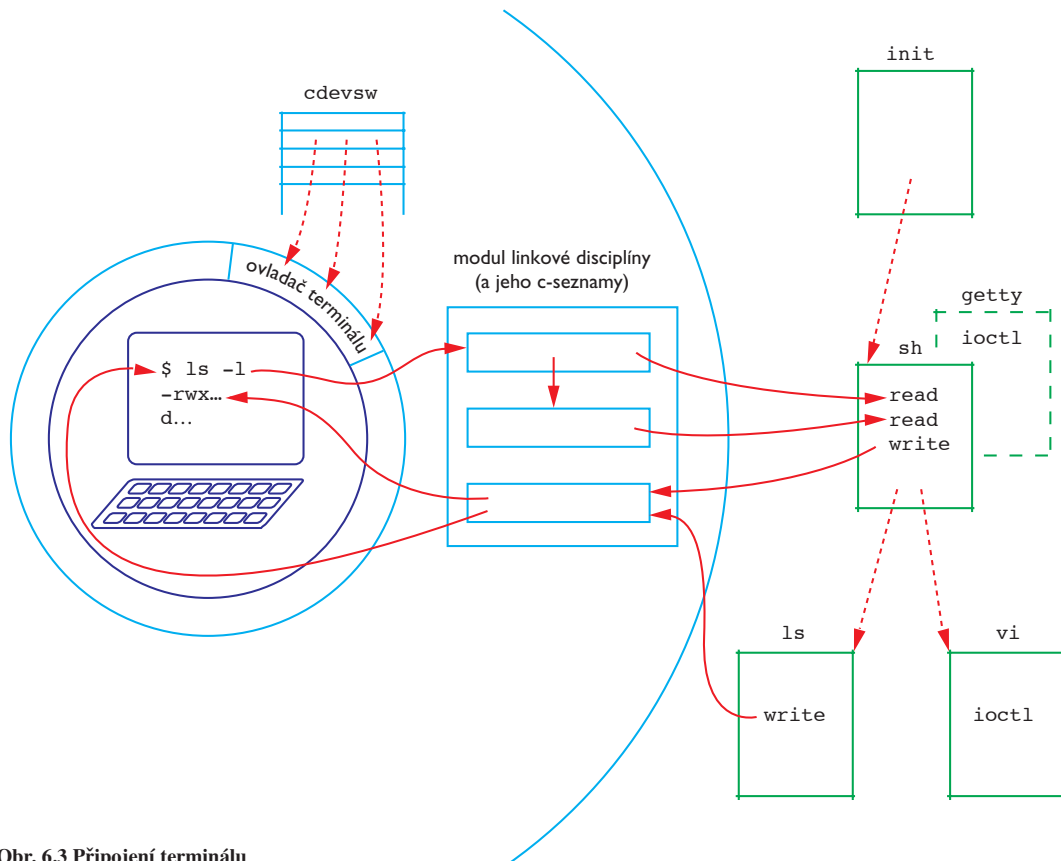 init
cdevsw
modul linkové disciplíny
(a jeho c-seznamy)
ovladač terminálu
getty
ioctl
sh
$ ls -l
-rwx...
d...
read
read
write
ls
vi
write
ioctl
Obr. 6.3 Připojení terminálu